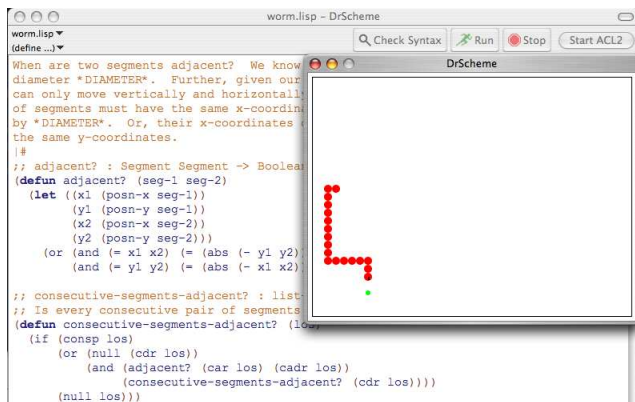 worm.lisp - DrScheme
worm.lisp
(define ...)
Check Syntax
Run
Stop
Start ACL2
DrScheme
When are two segments adjacent? We know
diameter *DIAMETER*. Further, given our
can only move vertically and horizontally
of segments must have the same x-coordina
by *DIAMETER*. Or, their x-coordinates
the same y-coordinates.
|#
;; adjacent? : Segment Segment -> Boolean
(defun adjacent? (seg-1 seg-2)
(let ((x1 (posn-x seg-1))
(y1 (posn-y seg-1))
(x2 (posn-x seg-2))
(y2 (posn-y seg-2)))
(or (and (= x1 x2) (= (abs (- y1 y2))
(and (= y1 y2) (= (abs (- x1 x2))
;; consecutive-segments-adjacent? : list-
;; Is every consecutive pair of segments
(defun consecutive-segments-adjacent? (los)
(if (consp los)
(or (null (cdr los))
(and (adjacent? (car los) (cadr los))
(consecutive-segments-adjacent? (cdr los))))
(null los)))